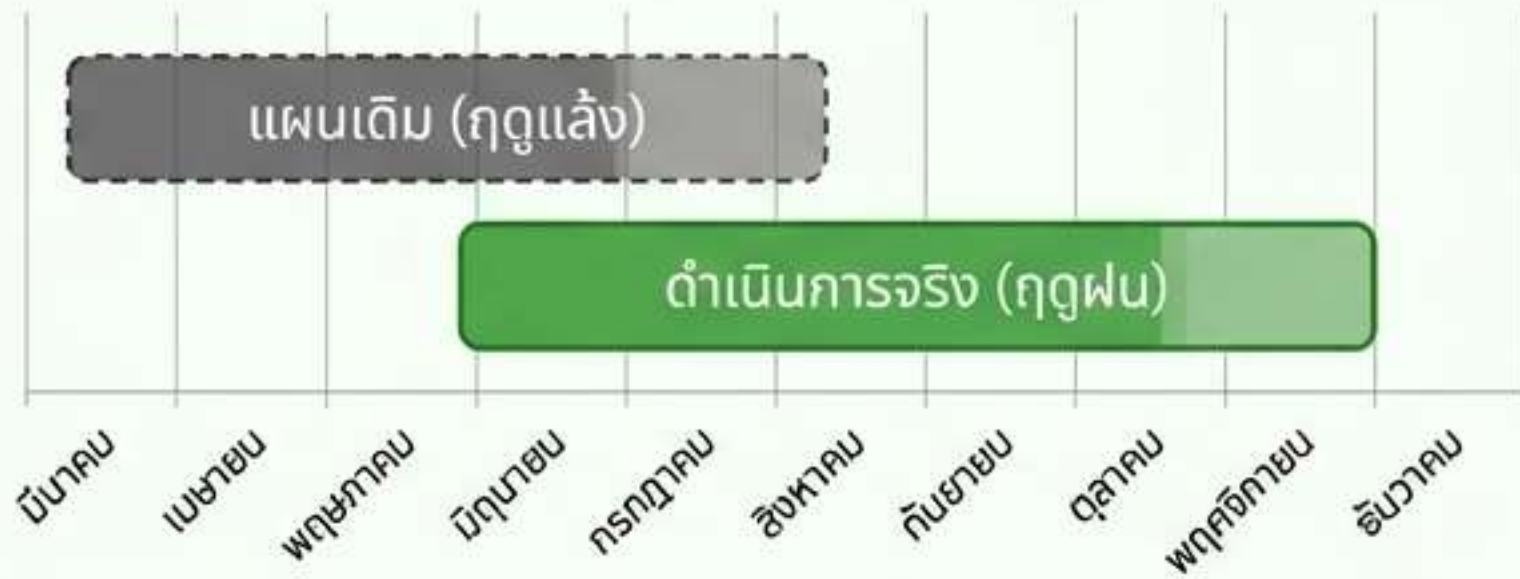 แผนเดิม (ฤดูแล้ง)
ดำเนินการจริง (ฤดูฝน)
มีนาคม
เมษายน
พฤษภาคม
มิถุนายน
กรกฎาคม
สิงหาคม
กันยายน
ตุลาคม
พฤศจิกายน
ธันวาคม